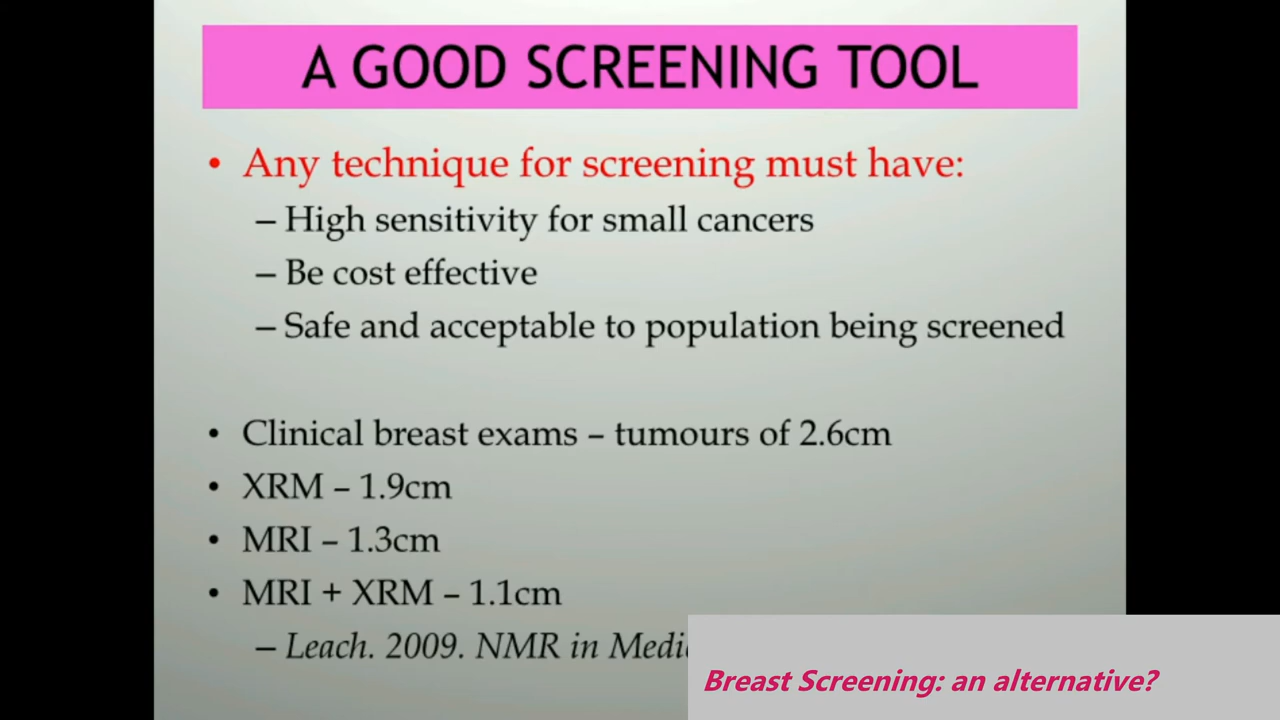 A GOOD SCREENING TOOL
• Any technique for screening must have:
– High sensitivity for small cancers
– Be cost effective
– Safe and acceptable to population being screened
• Clinical breast exams – tumours of 2.6cm
• XRM – 1.9cm
• MRI – 1.3cm
• MRI + XRM – 1.1cm
– Leach. 2009. NMR in
Breast Screening: an alternative?